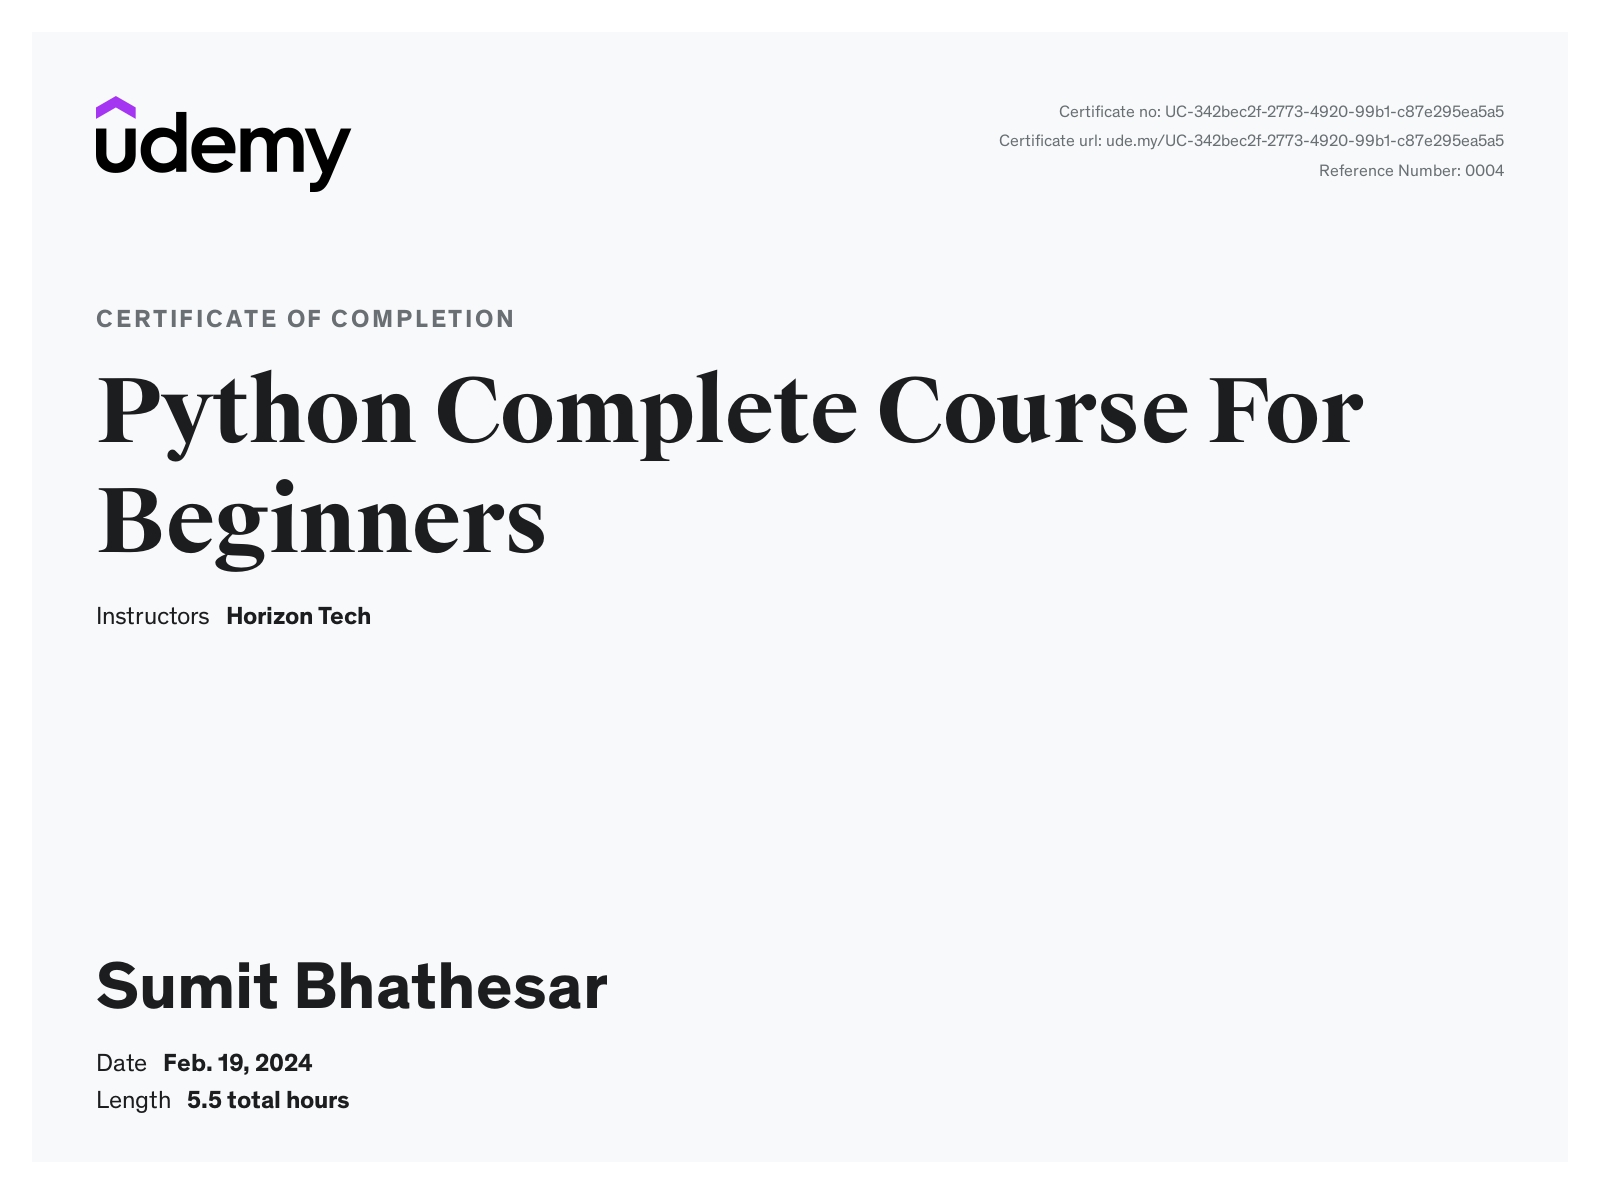 udemy
Certificate no: UC-342bec2f-2773-4920-99b1-c87e295ea5a5
Certificate url: ude.my/UC-342bec2f-2773-4920-99b1-c87e295ea5a5
Reference Number: 0004
CERTIFICATE OF COMPLETION
Python Complete Course For
Beginners
Instructors Horizon Tech
Sumit Bhathesar
Date Feb. 19, 2024
Length 5.5 total hours